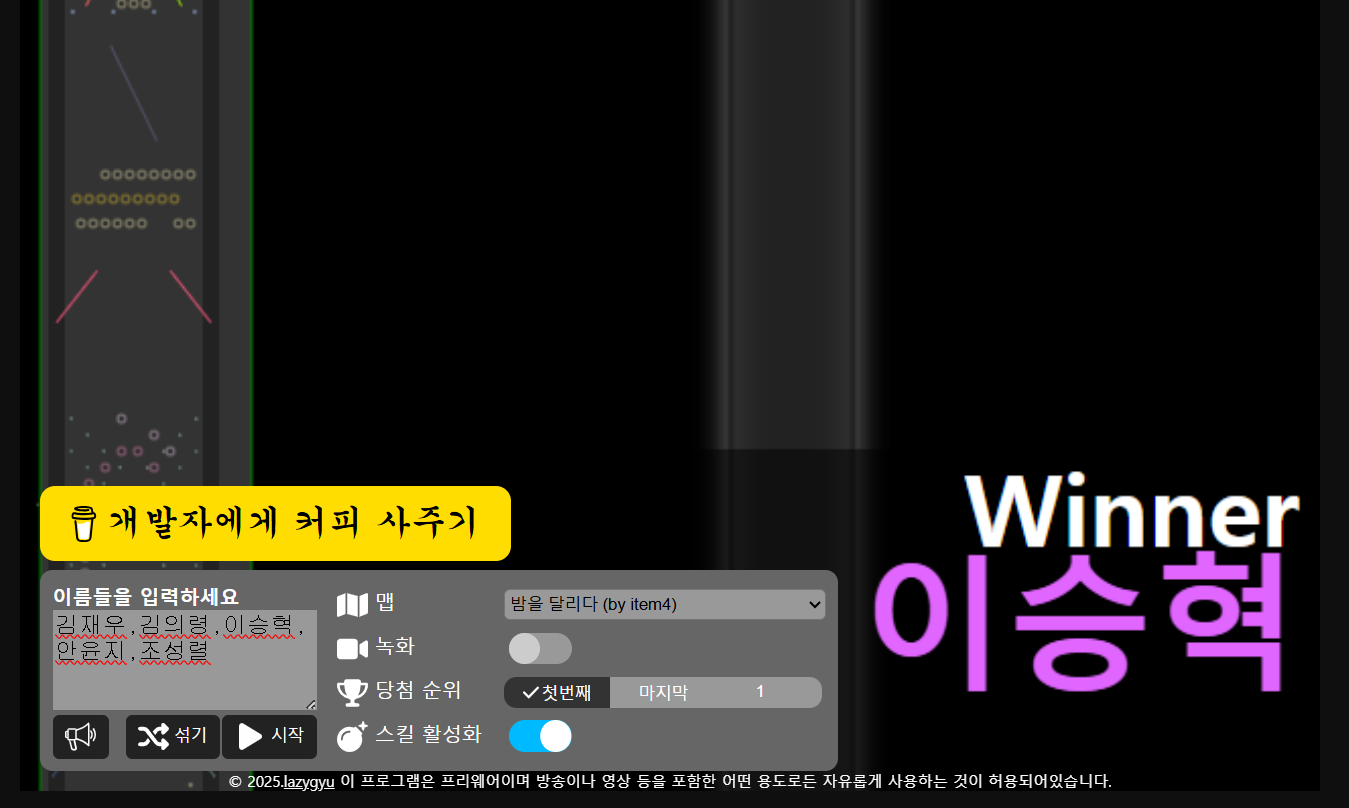 Winner
이승혁
개발자에게 커피 사주기
이름들을 입력하세요
김재우,김의령,이승혁,
안윤지,조성렬
섞기
시작
맵
밤을 달리다 (by item4)
녹화
당첨 순위
첫번째
마지막
1
스킬 활성화
© 2025.lazygyu 이 프로그램은 프리웨어이며 방송이나 영상 등을 포함한 어떤 용도로든 자유롭게 사용하는 것이 허용되어있습니다.